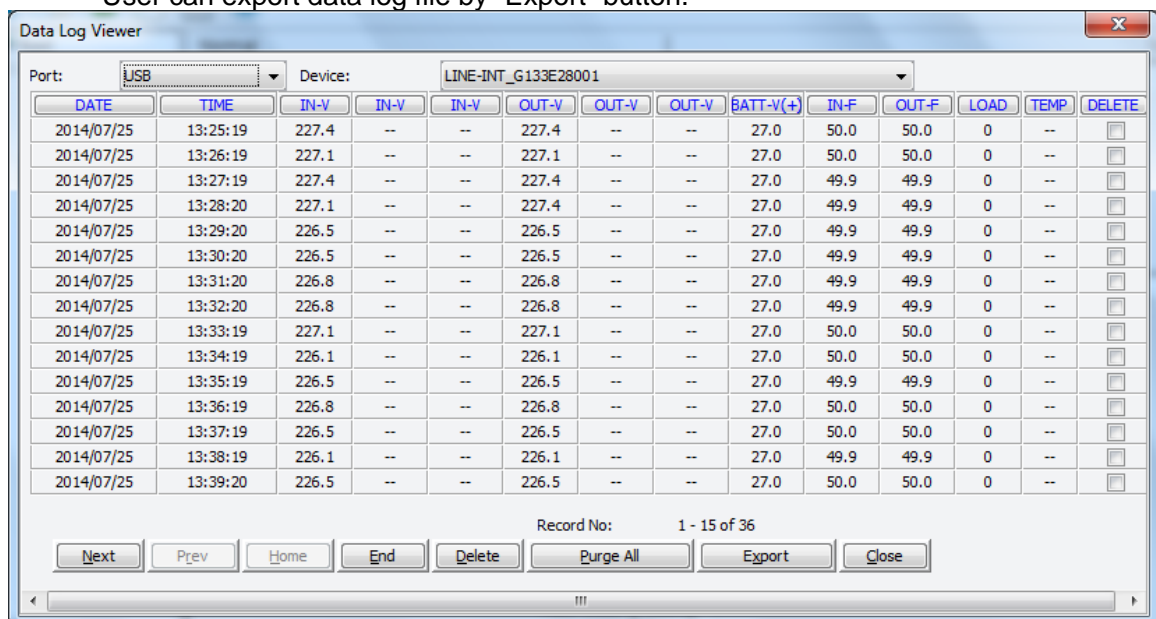 User can export data log file by "Export" button.
Data Log Viewer
Port: USB Device: LINE-INT_G133E28001
DATE TIME IN-V IN-V IN-V OUT-V OUT-V OUT-V BATT-V(+) IN-F OUT-F LOAD TEMP DELETE
2014/07/25 13:25:19 227.4 -- -- 227.4 -- -- 27.0 50.0 50.0 0 --
2014/07/25 13:26:19 227.1 -- -- 227.1 -- -- 27.0 50.0 50.0 0 --
2014/07/25 13:27:19 227.4 -- -- 227.4 -- -- 27.0 49.9 49.9 0 --
2014/07/25 13:28:20 227.1 -- -- 227.4 -- -- 27.0 49.9 49.9 0 --
2014/07/25 13:29:20 226.5 -- -- 226.5 -- -- 27.0 49.9 49.9 0 --
2014/07/25 13:30:20 226.5 -- -- 226.5 -- -- 27.0 49.9 49.9 0 --
2014/07/25 13:31:20 226.8 -- -- 226.8 -- -- 27.0 49.9 49.9 0 --
2014/07/25 13:32:20 226.8 -- -- 226.8 -- -- 27.0 49.9 49.9 0 --
2014/07/25 13:33:19 227.1 -- -- 227.1 -- -- 27.0 50.0 50.0 0 --
2014/07/25 13:34:19 226.1 -- -- 226.1 -- -- 27.0 50.0 50.0 0 --
2014/07/25 13:35:19 226.5 -- -- 226.5 -- -- 27.0 49.9 49.9 0 --
2014/07/25 13:36:19 226.8 -- -- 226.8 -- -- 27.0 50.0 50.0 0 --
2014/07/25 13:37:19 226.5 -- -- 226.5 -- -- 27.0 50.0 50.0 0 --
2014/07/25 13:38:19 226.1 -- -- 226.1 -- -- 27.0 49.9 49.9 0 --
2014/07/25 13:39:20 226.5 -- -- 226.5 -- -- 27.0 50.0 50.0 0 --
Record No: 1 - 15 of 36
Next Prev Home End Delete Purge All Export Close